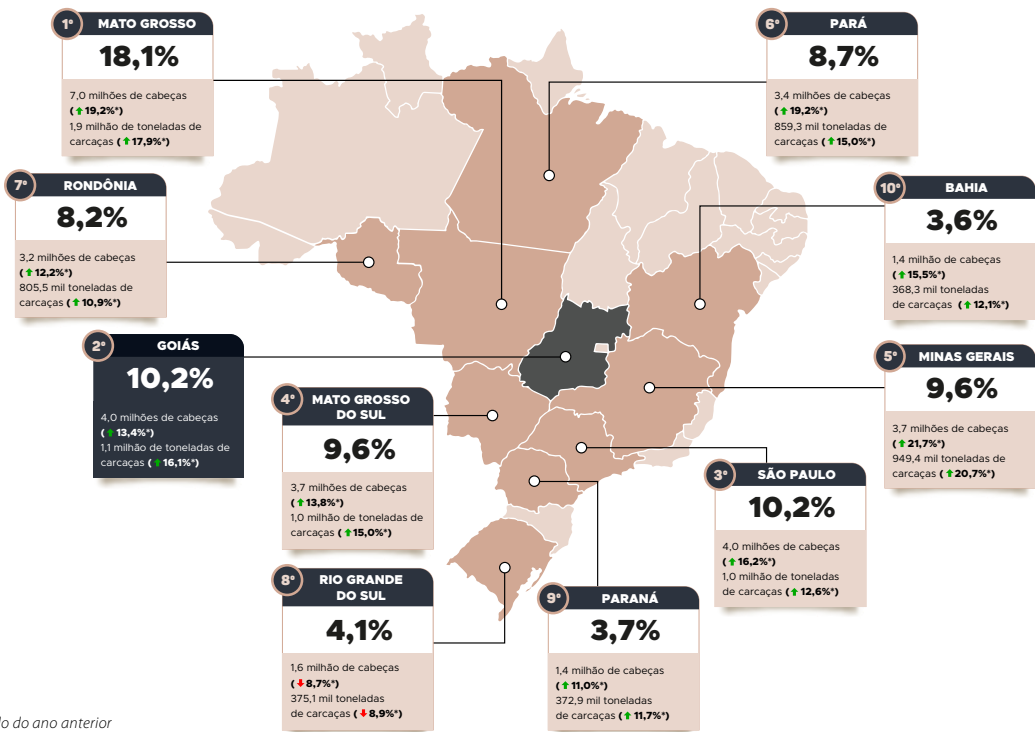 1º MATO GROSSO
18,1%
7,0 milhões de cabeças
(⬆19,2%*)
1,9 milhão de toneladas de
carcaças (⬆17,9%*)
6º PARÁ
8,7%
3,4 milhões de cabeças
(⬆19,2%*)
859,3 mil toneladas de
carcaças (⬆15,0%*)
7º RONDÔNIA
8,2%
3,2 milhões de cabeças
(⬆12,2%*)
805,5 mil toneladas de
carcaças (⬆10,9%*)
10º BAHIA
3,6%
1,4 milhão de cabeças
(⬆15,5%*)
368,3 mil toneladas
de carcaças (⬆12,1%*)
2º GOIÁS
10,2%
4,0 milhões de cabeças
(⬆13,4%*)
1,1 milhão de toneladas de
carcaças (⬆16,1%*)
5º MINAS GERAIS
9,6%
3,7 milhões de cabeças
(⬆21,7%*)
949,4 mil toneladas de
carcaças (⬆20,7%*)
4º MATO GROSSO
DO SUL
9,6%
3,7 milhões de cabeças
(⬆13,8%*)
1,0 milhão de toneladas de
carcaças (⬆15,0%*)
3º SÃO PAULO
10,2%
4,0 milhões de cabeças
(⬆16,2%*)
1,0 milhão de toneladas
de carcaças (⬆12,6%*)
8º RIO GRANDE
DO SUL
4,1%
1,6 milhão de cabeças
(⬇8,7%*)
375,1 mil toneladas
de carcaças (⬇8,9%*)
9º PARANÁ
3,7%
1,4 milhão de cabeças
(⬆11,0%*)
372,9 mil toneladas
de carcaças (⬆11,7%*)
do ano anterior